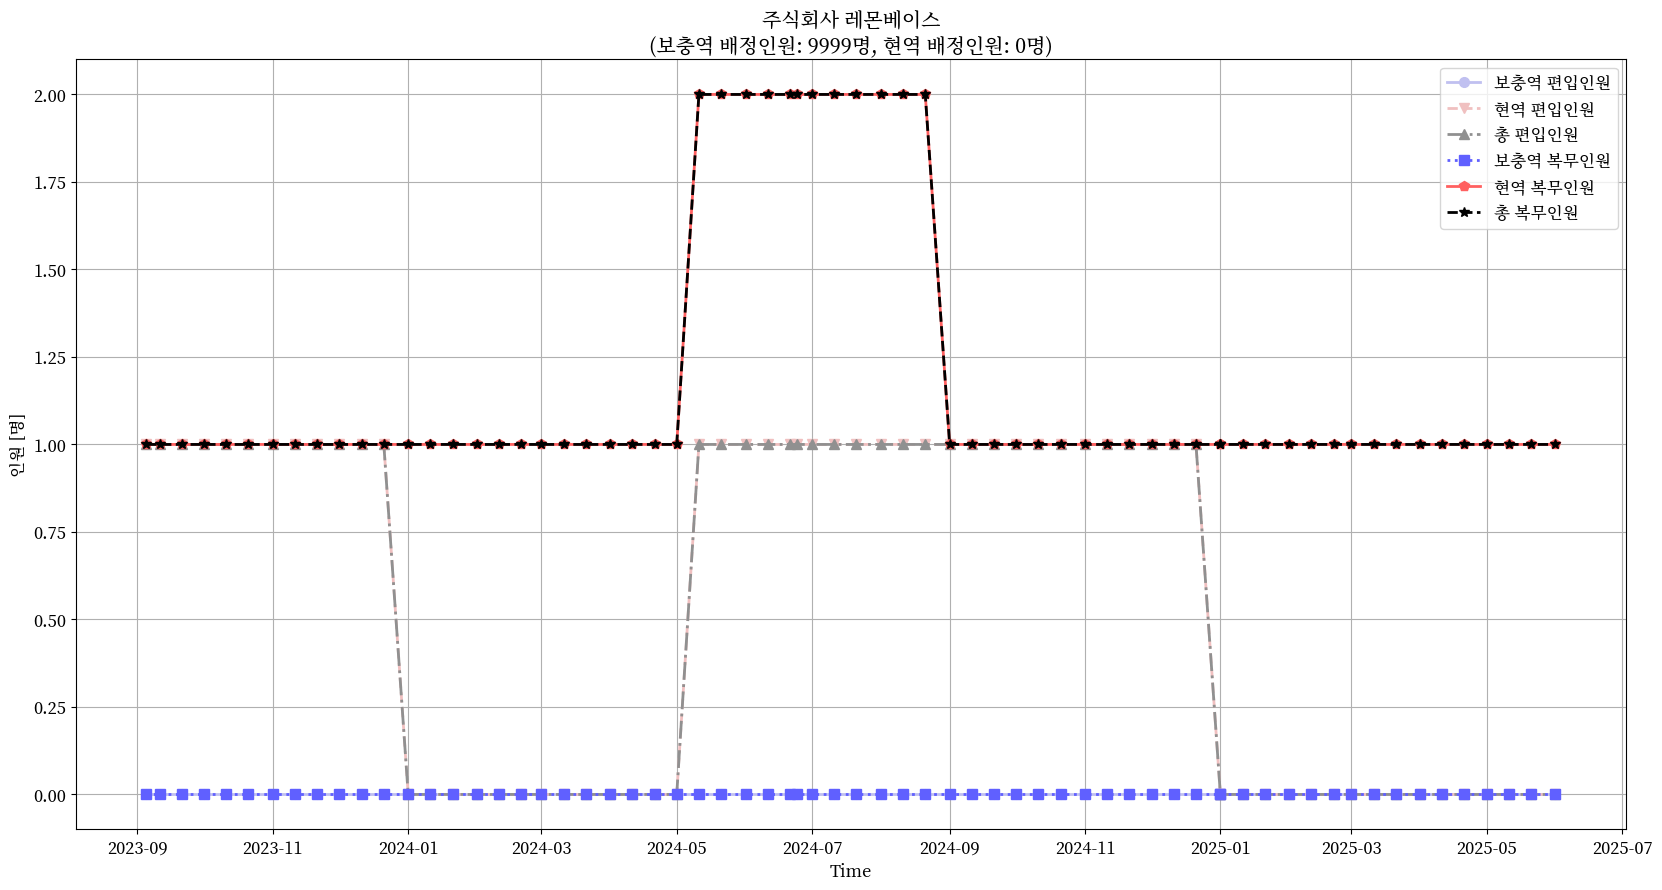 주식회사 레몬베이스
(보충역 배정인원: 9999명, 현역 배정인원: 0명)
보충역 편입인원
현역 편입인원
총 편입인원
보충역 복무인원
현역 복무인원
총 복무인원
2.00
1.75
1.50
1.25
1.00
0.75
0.50
0.25
0.00
인원 [명]
2023-09 2023-11 2024-01 2024-03 2024-05 2024-07 2024-09 2024-11 2025-01 2025-03 2025-05 2025-07
Time